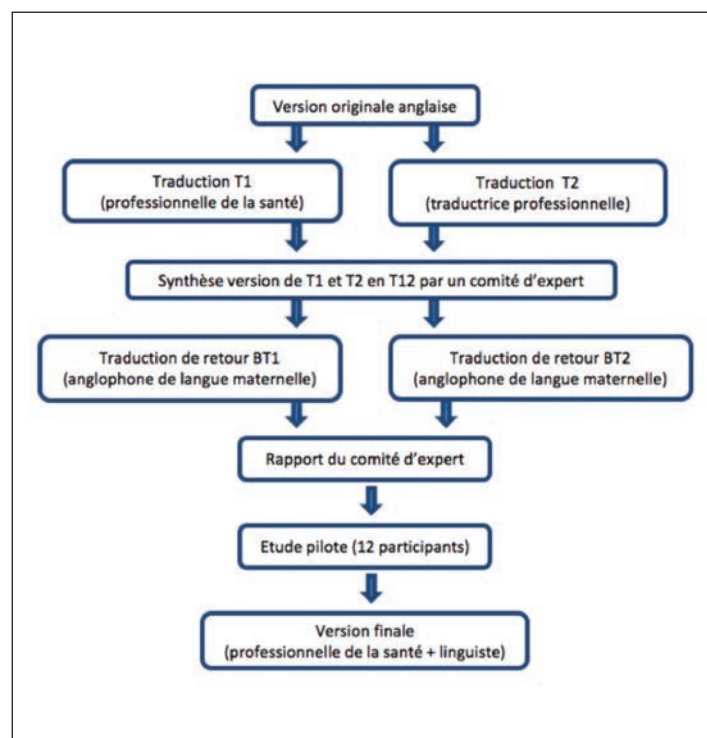 Version originale anglaise
Traduction T1
(professionnelle de la santé)
Traduction T2
(traductrice professionnelle)
Synthèse version de T1 et T2 en T12 par un comité d'expert
Traduction de retour BT1
(anglophone de langue maternelle)
Traduction de retour BT2
(anglophone de langue maternelle)
Rapport du comité d'expert
Etude pilote (12 participants)
Version finale
(professionnelle de la santé + linguiste)